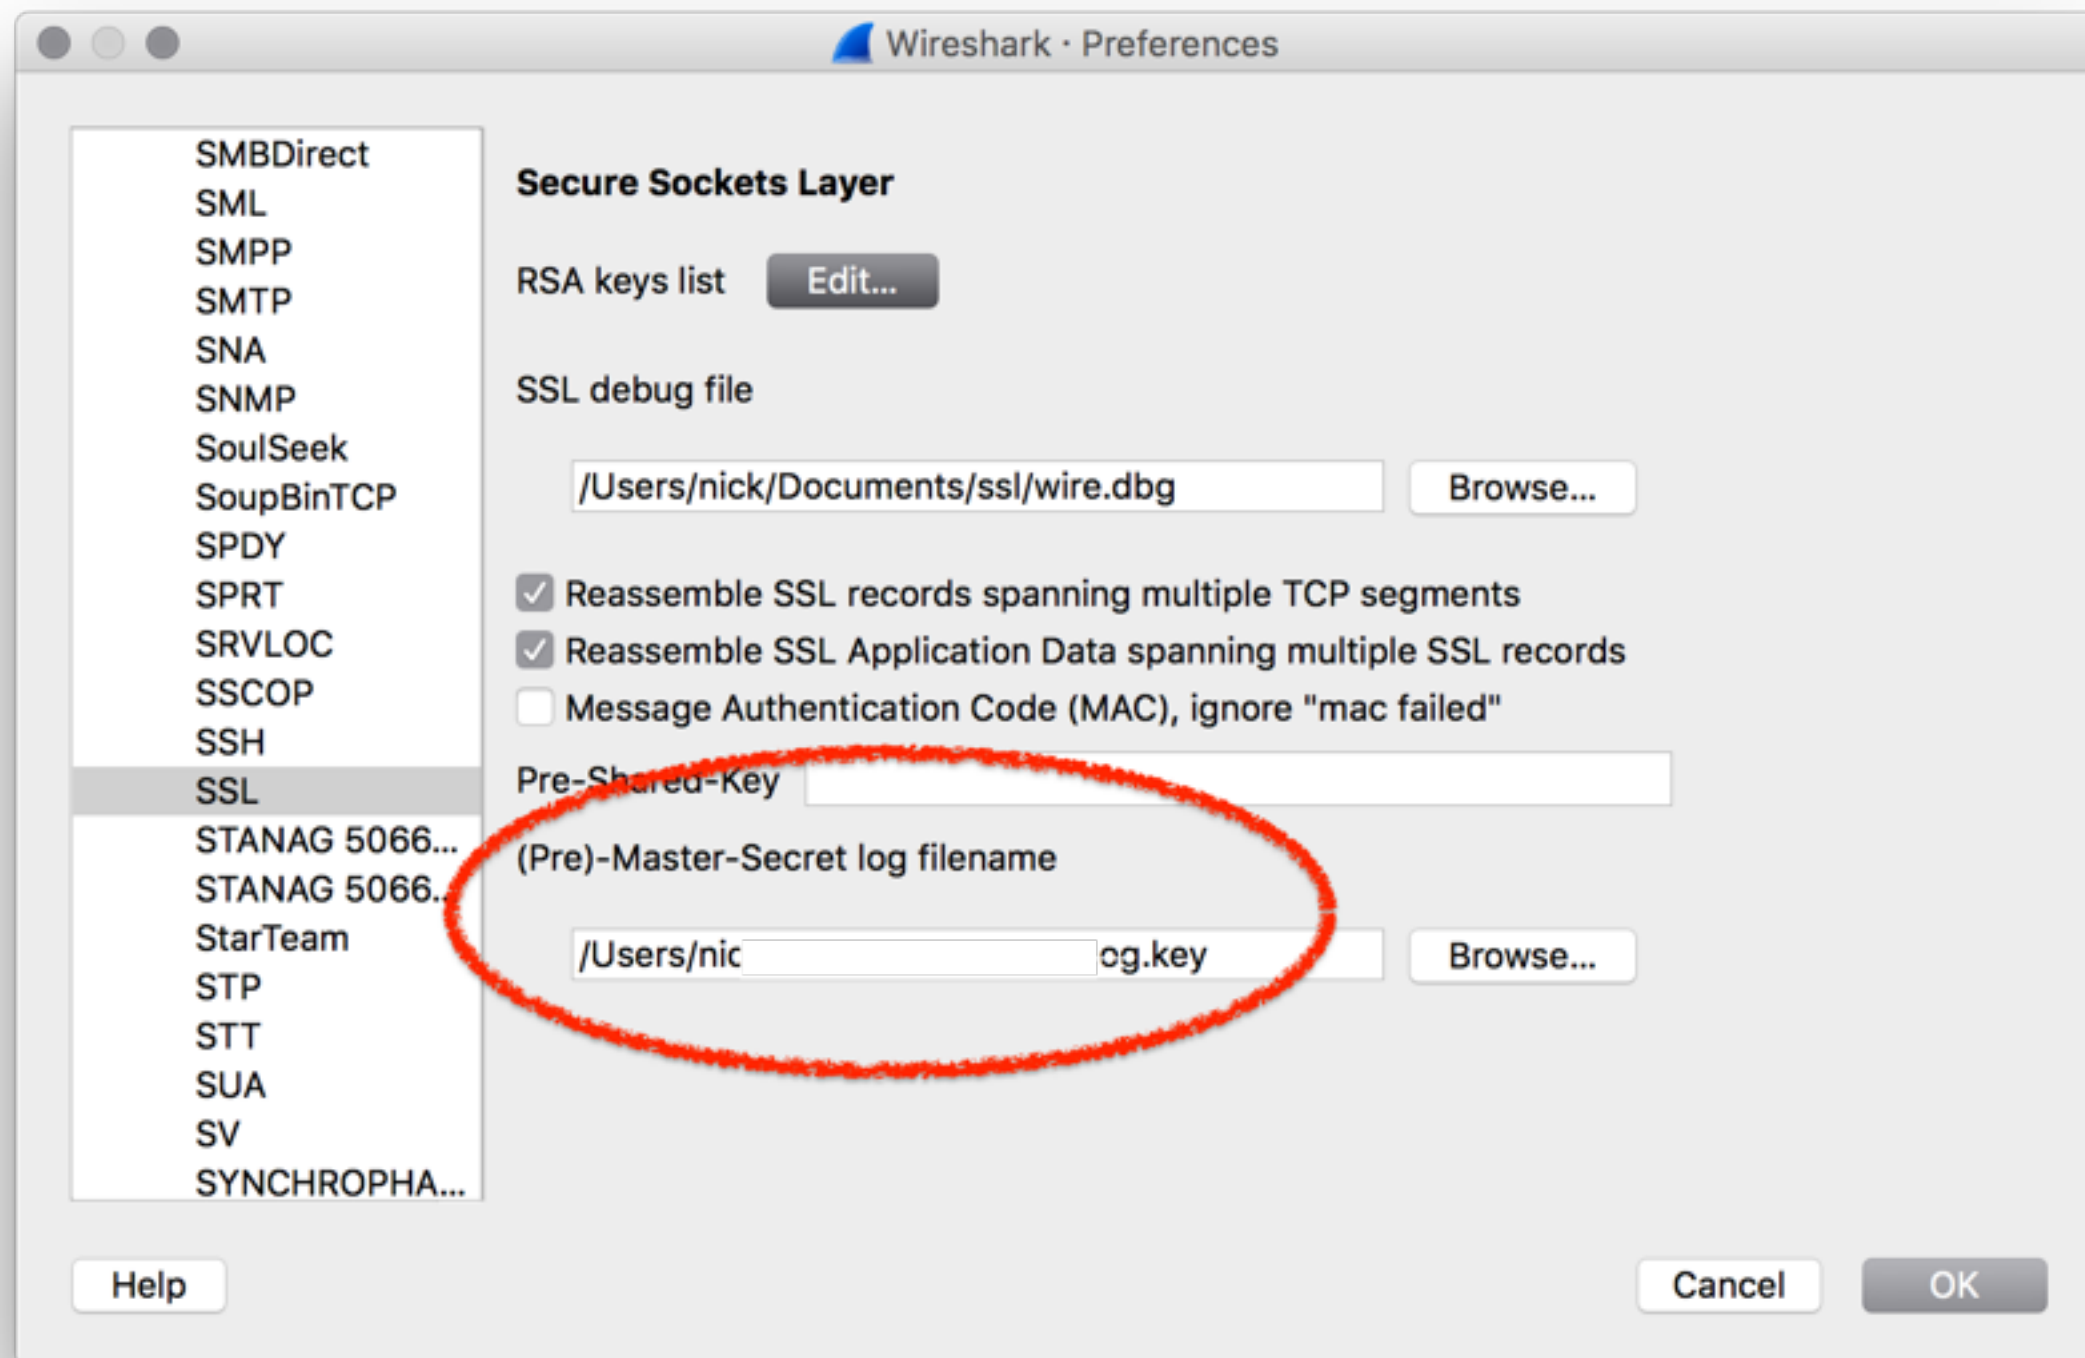 Wireshark · Preferences
SMBDirect
SML
SMPP
SMTP
SNA
SNMP
SoulSeek
SoupBinTCP
SPDY
SPRT
SRVLOC
SSCOP
SSH
SSL
STANAG 5066...
STANAG 5066..
StarTeam
STP
STT
SUA
SV
SYNCHROPHA...
Secure Sockets Layer
RSA keys list Edit...
SSL debug file
/Users/nick/Documents/ssl/wire.dbg Browse...
Reassemble SSL records spanning multiple TCP segments
Reassemble SSL Application Data spanning multiple SSL records
Message Authentication Code (MAC), ignore "mac failed"
Pre-Shared-Key
(Pre)-Master-Secret log filename
/Users/nic og.key Browse...
Help Cancel OK